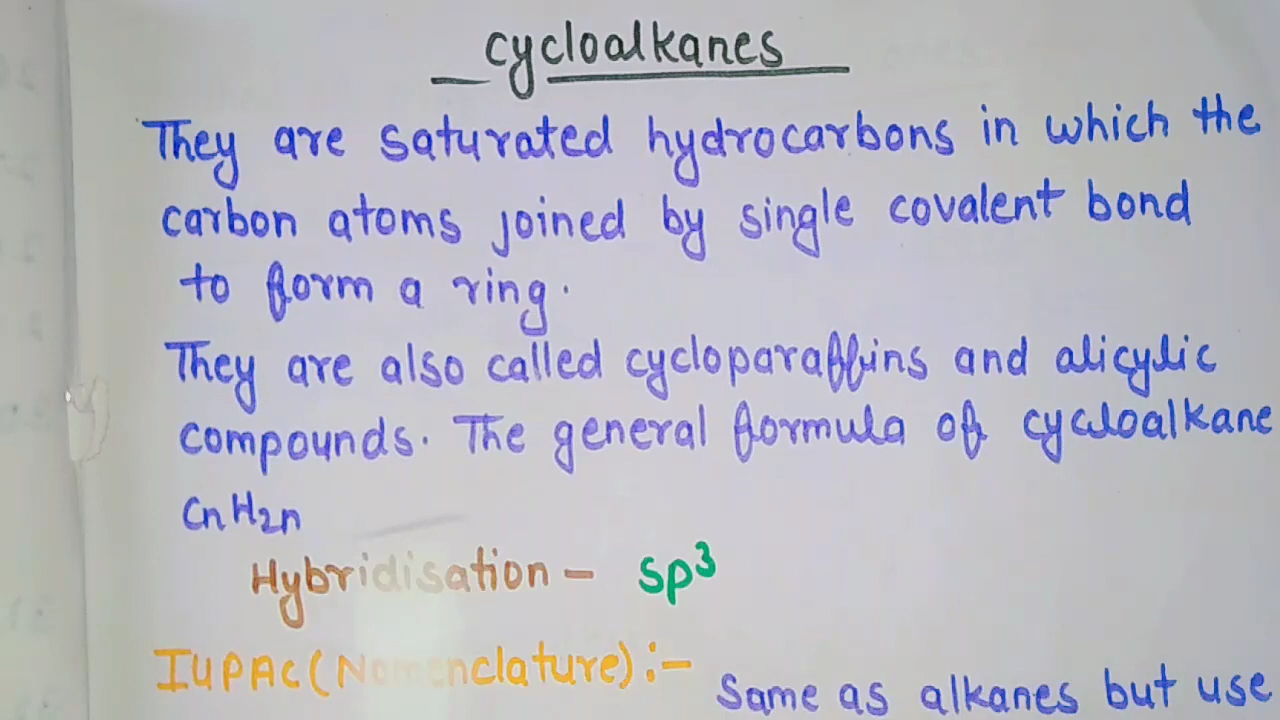 cycloalkanes
They are saturated hydrocarbons in which the
carbon atoms joined by single covalent bond
to form a ring.
They are also called cycloparaffins and alicylic
compounds. The general formula of cycloalkane
CnH2n
Hybridisation - sp³
IUPAC (Nomenclature) :-
Same as alkanes but use